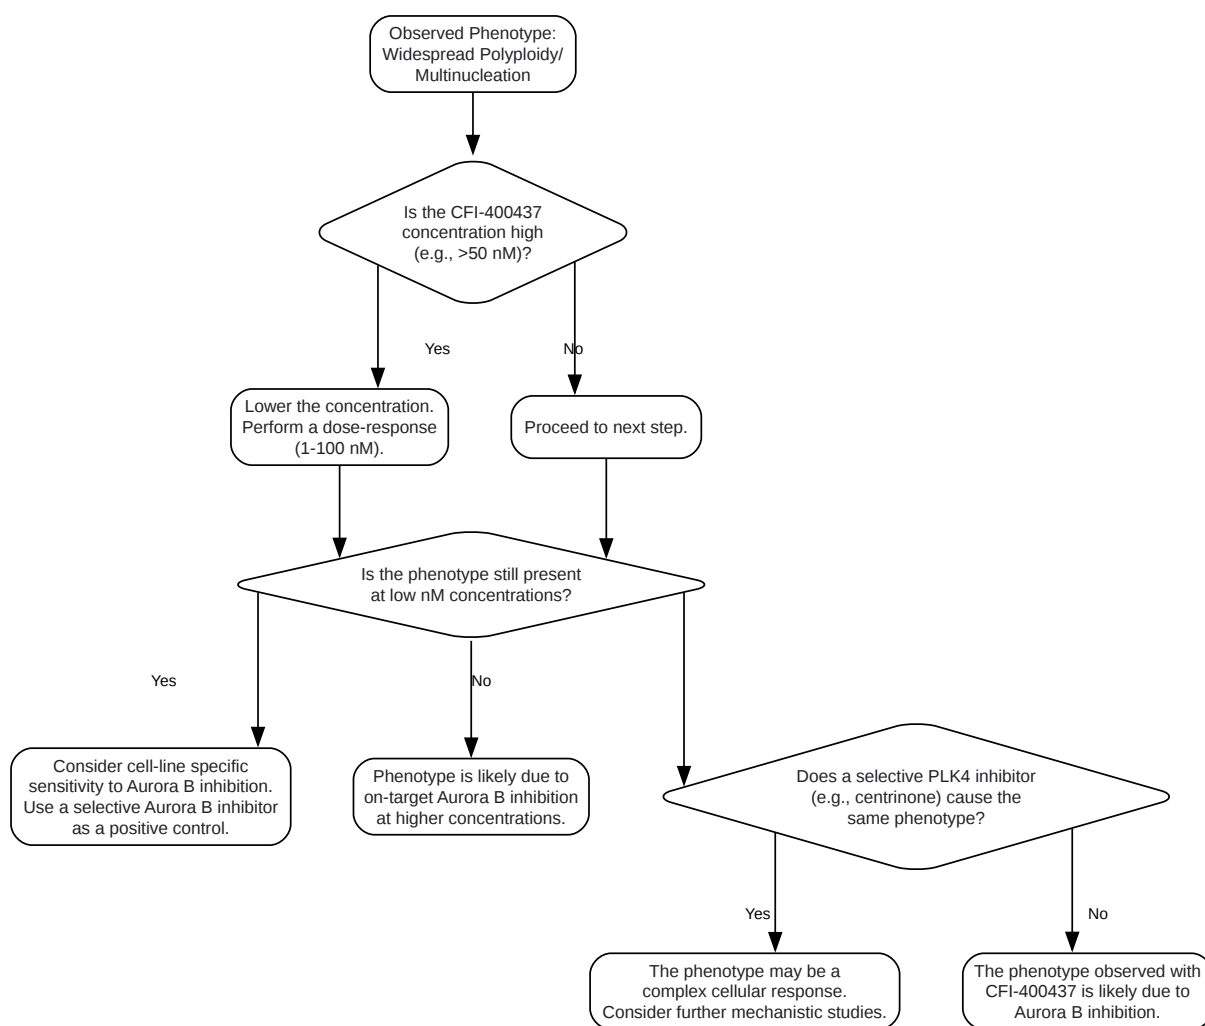 Observed Phenotype:
Widespread Polyploidy/
Multinucleation
Is the CFI-400437
concentration high
(e.g., >50 nM)?
Yes
No
Lower the concentration.
Perform a dose-response
(1-100 nM).
Proceed to next step.
Is the phenotype still present
at low nM concentrations?
Yes
No
Consider cell-line specific
sensitivity to Aurora B inhibition.
Use a selective Aurora B inhibitor
as a positive control.
Phenotype is likely due to
on-target Aurora B inhibition
at higher concentrations.
Does a selective PLK4 inhibitor
(e.g., centrinone) cause the
same phenotype?
Yes
No
The phenotype may be a
complex cellular response.
Consider further mechanistic studies.
The phenotype observed with
CFI-400437 is likely due to
Aurora B inhibition.